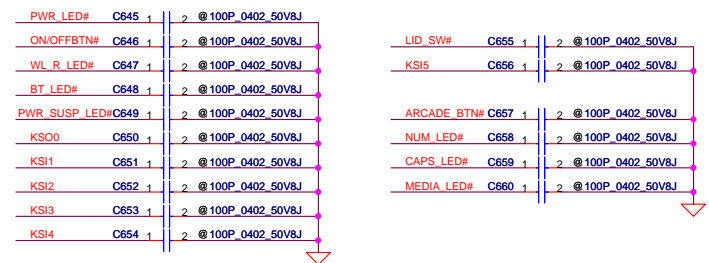 PWR_LED# C645 1 2 @100P_0402_50V8J
ON/OFFBTN# C646 1 2 @100P_0402_50V8J
WL_R_LED# C647 1 2 @100P_0402_50V8J
BT_LED# C648 1 2 @100P_0402_50V8J
PWR_SUSP_LED# C649 1 2 @100P_0402_50V8J
KSO0 C650 1 2 @100P_0402_50V8J
KSI1 C651 1 2 @100P_0402_50V8J
KSI2 C652 1 2 @100P_0402_50V8J
KSI3 C653 1 2 @100P_0402_50V8J
KSI4 C654 1 2 @100P_0402_50V8J
LID_SW# C655 1 2 @100P_0402_50V8J
KSI5 C656 1 2 @100P_0402_50V8J
ARCADE_BTN# C657 1 2 @100P_0402_50V8J
NUM_LED# C658 1 2 @100P_0402_50V8J
CAPS_LED# C659 1 2 @100P_0402_50V8J
MEDIA_LED# C660 1 2 @100P_0402_50V8J